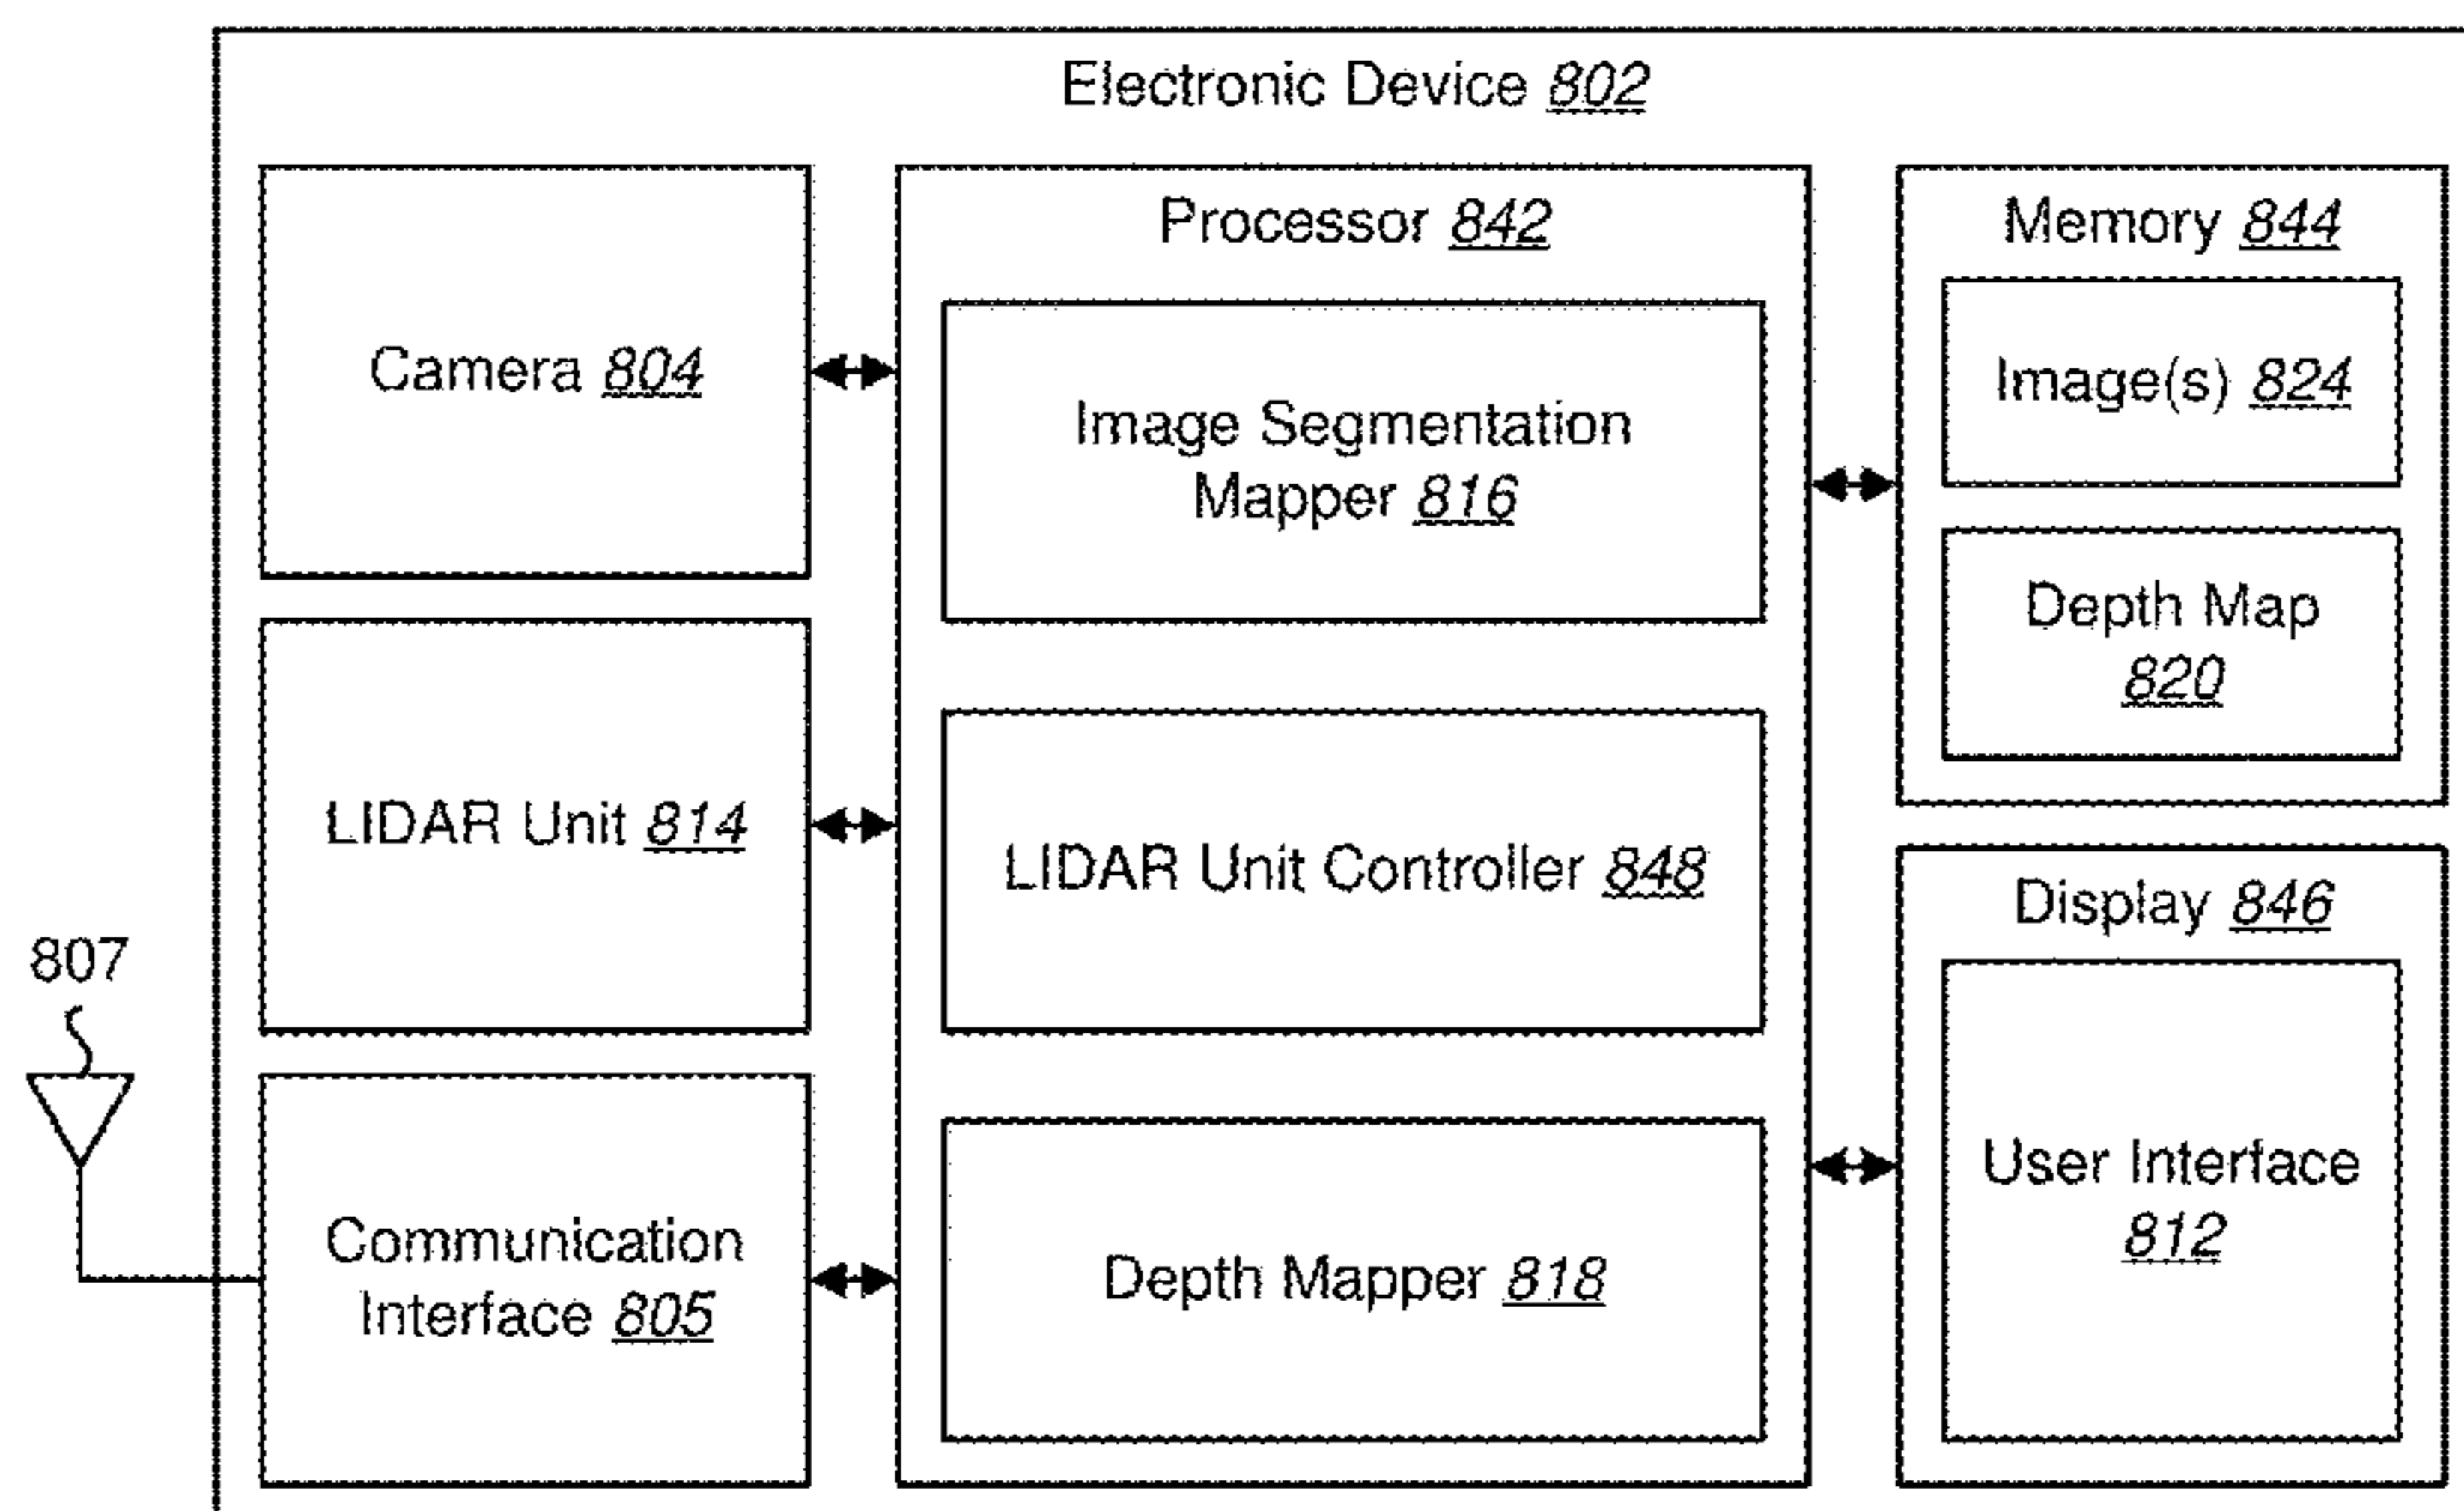 Electronic Device 802
Camera 804
LIDAR Unit 814
807
Communication
Interface 805
Processor 842
Image Segmentation
Mapper 816
LIDAR Unit Controller 848
Depth Mapper 818
Memory 844
Image(s) 824
Depth Map
820
Display 846
User Interface
812